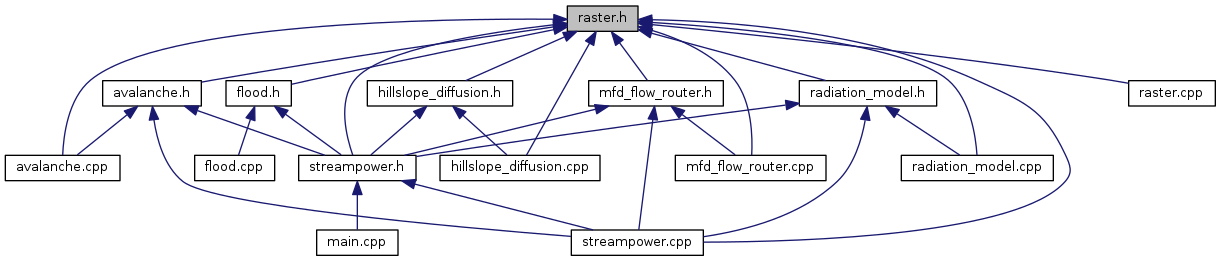 raster.h
avalanche.h
flood.h
hillslope_diffusion.h
mfd_flow_router.h
radiation_model.h
raster.cpp
avalanche.cpp
flood.cpp
streampower.h
hillslope_diffusion.cpp
mfd_flow_router.cpp
radiation_model.cpp
main.cpp
streampower.cpp